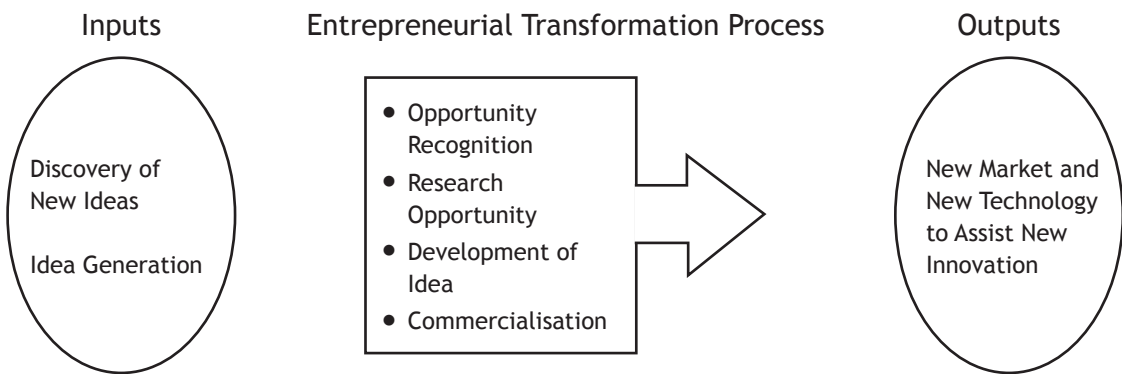 Inputs
Entrepreneurial Transformation Process
Outputs
Discovery of
New Ideas
Idea Generation
• Opportunity
Recognition
• Research
Opportunity
• Development of
Idea
• Commercialisation
New Market and
New Technology
to Assist New
Innovation